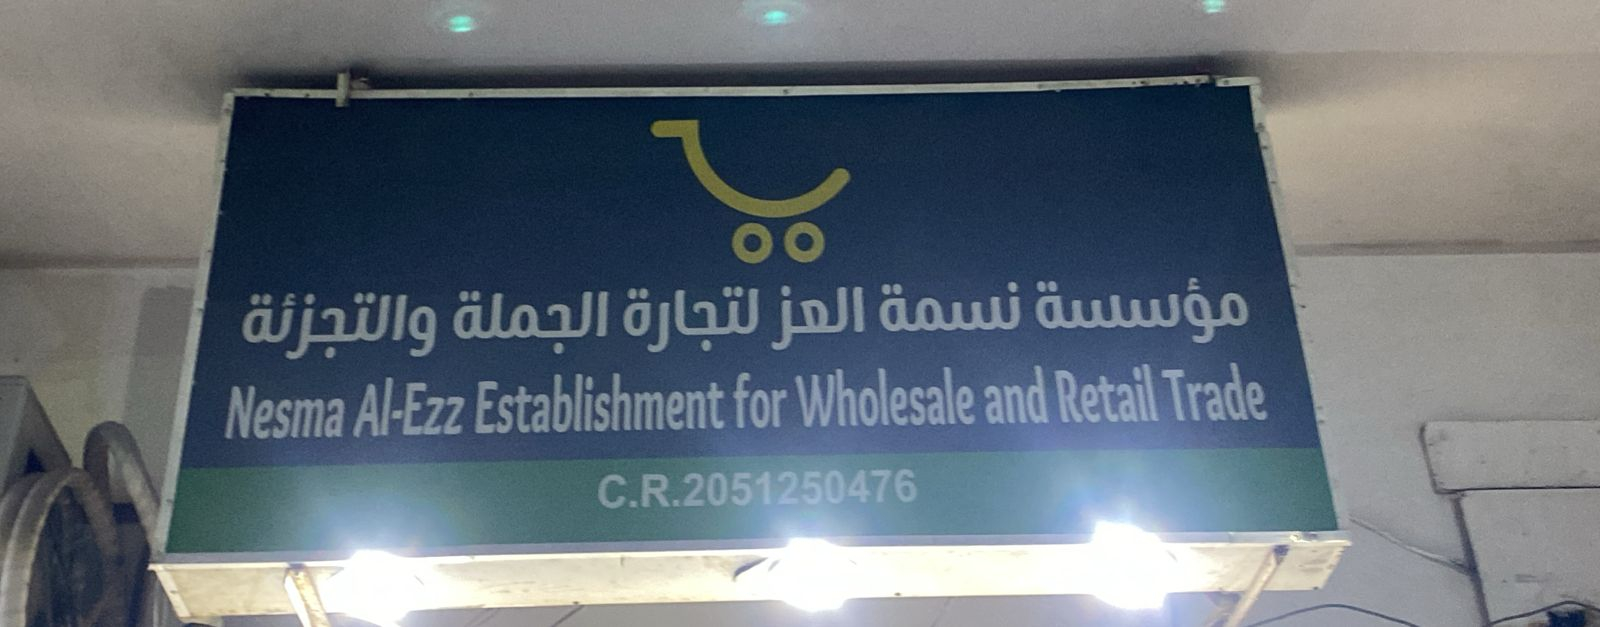 مؤسسة نسمة العز لتجارة الجملة والتجزئة
Nesma Al-Ezz Establishment for Wholesale and Retail Trade
C.R.2051250476